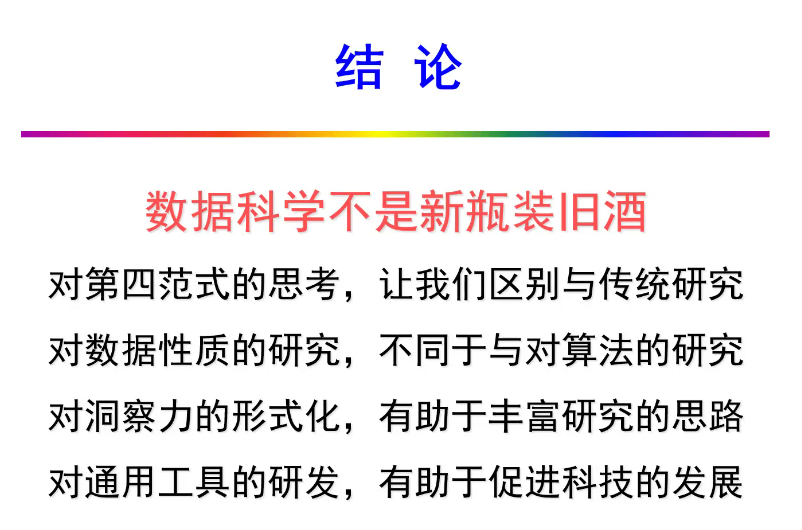 结 论
数据科学不是新瓶装旧酒
对第四范式的思考，让我们区别与传统研究
对数据性质的研究，不同于与对算法的研究
对洞察力的形式化，有助于丰富研究的思路
对通用工具的研发，有助于促进科技的发展